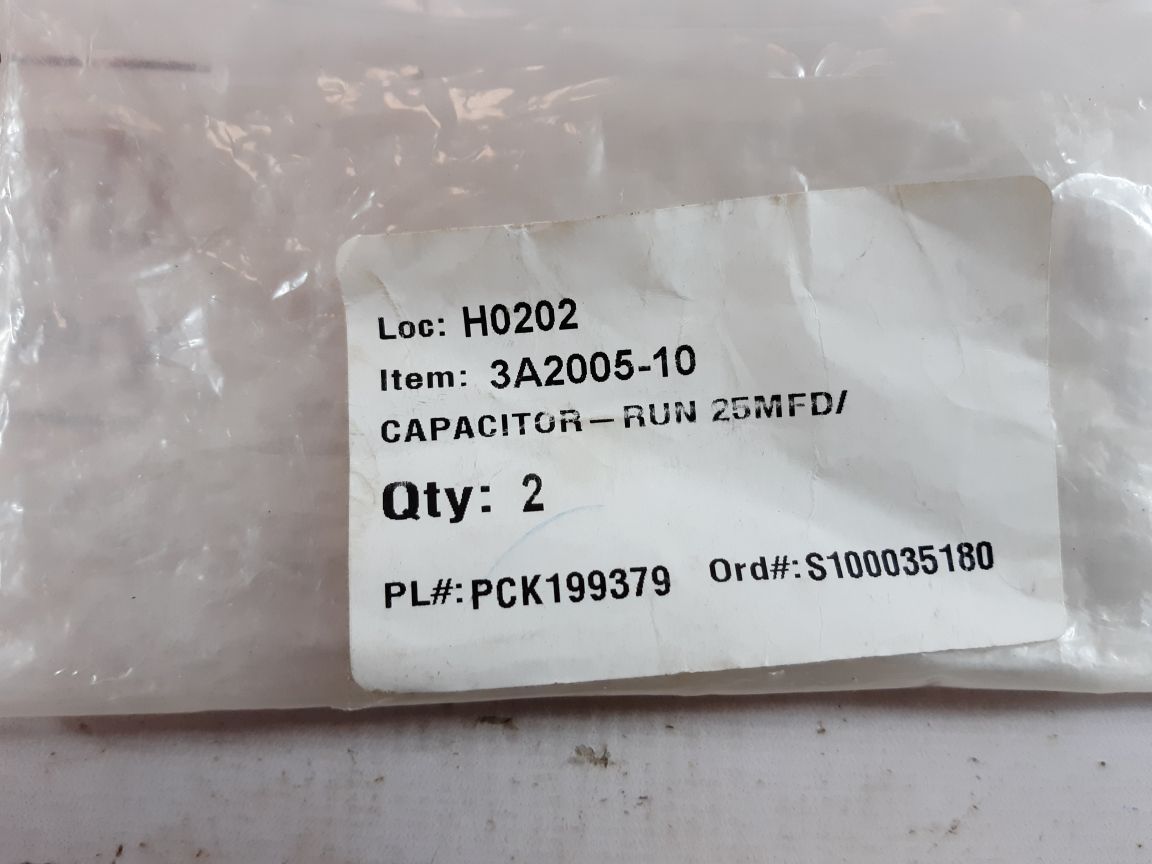 Loc: H0202
Item: 3A2005-10
CAPACITOR-RUN 25MFD/
Qty: 2
PL#: PCK199379 Ord#: S100035180